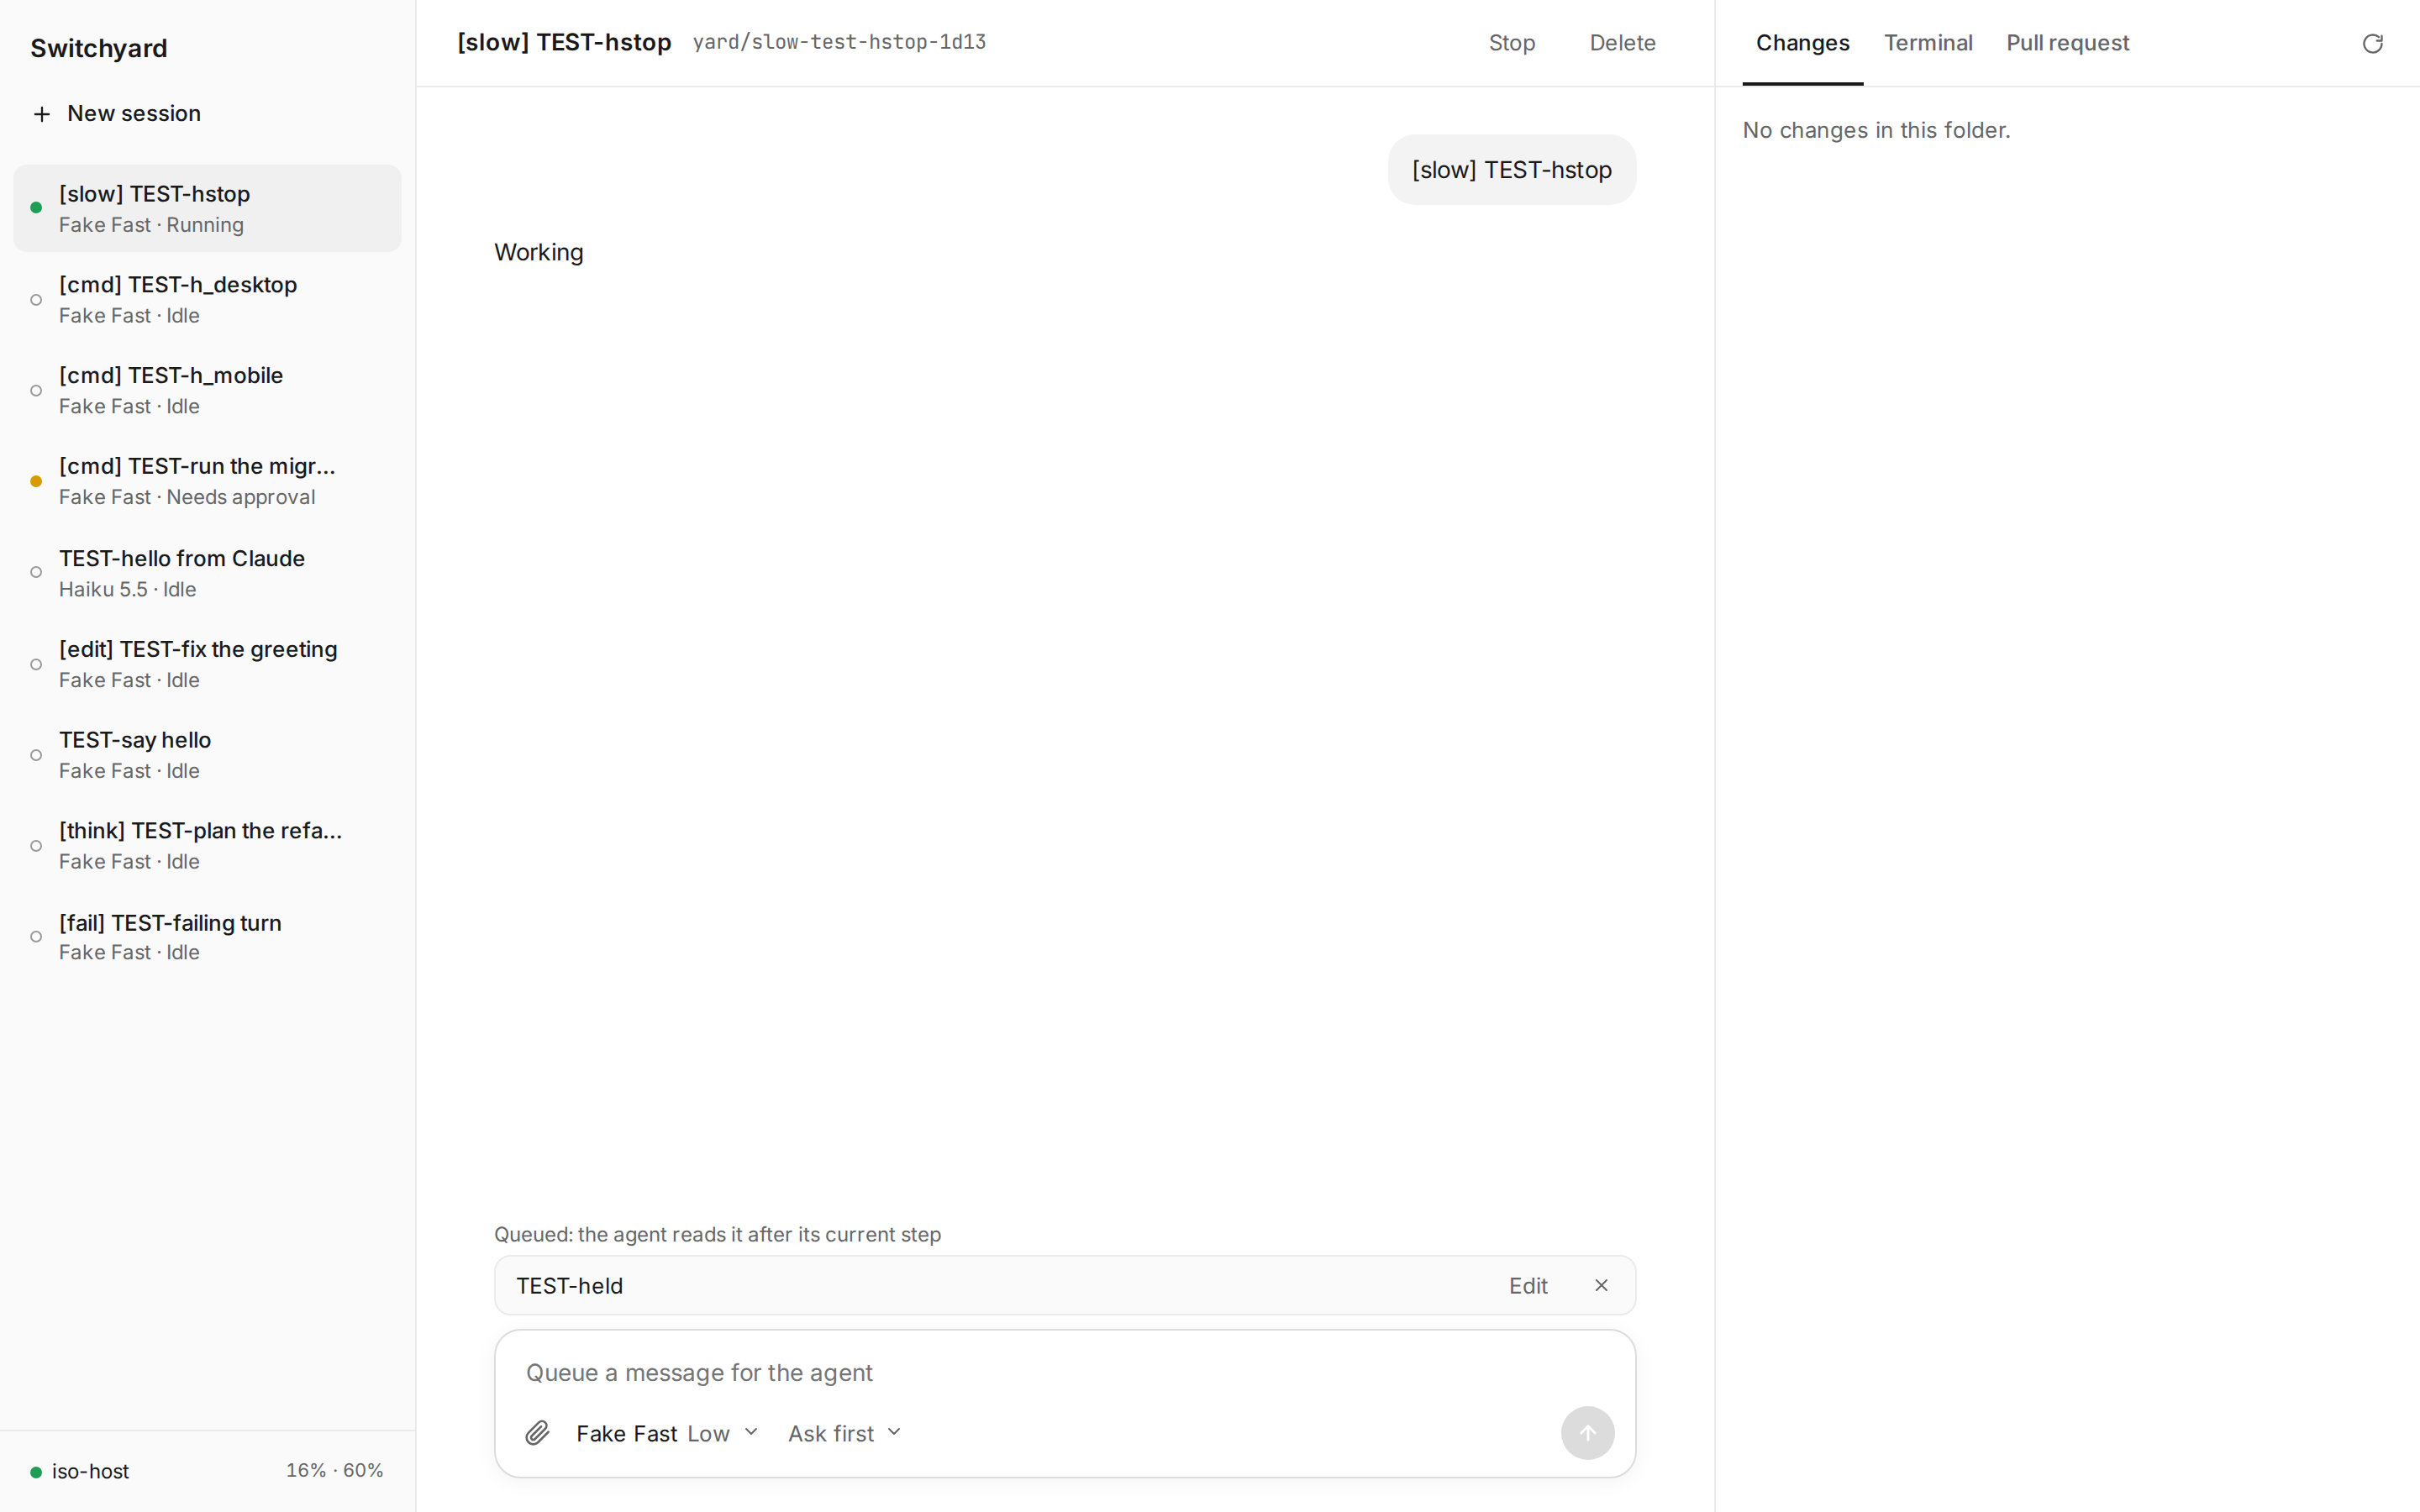 Switchyard
New session
[slow] TEST-hstop
Fake Fast · Running
[cmd] TEST-h_desktop
Fake Fast · Idle
[cmd] TEST-h_mobile
Fake Fast · Idle
[cmd] TEST-run the migr...
Fake Fast · Needs approval
TEST-hello from Claude
Haiku 5.5 · Idle
[edit] TEST-fix the greeting
Fake Fast · Idle
TEST-say hello
Fake Fast · Idle
[think] TEST-plan the refa...
Fake Fast · Idle
[fail] TEST-failing turn
Fake Fast · Idle
iso-host 16% · 60%
[slow] TEST-hstop yard/slow-test-hstop-1d13 Stop Delete
[slow] TEST-hstop
Working
Queued: the agent reads it after its current step
TEST-held Edit
Queue a message for the agent
Fake Fast Low Ask first
Changes Terminal Pull request
No changes in this folder.